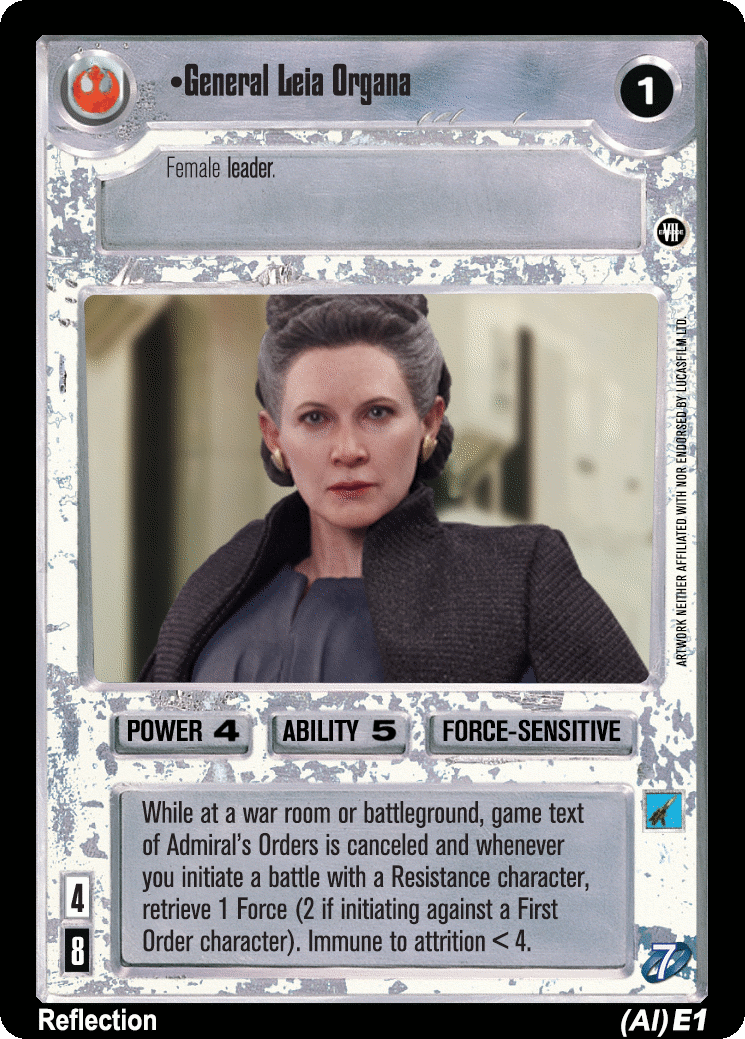 •General Leia Organa
1
Female leader.
EPISODE
VII
ARTWORK NEITHER AFFILIATED WITH NOR ENDORSED BY LUCASFILM LTD.
POWER 4
ABILITY 5
FORCE-SENSITIVE
While at a war room or battleground, game text
of Admiral's Orders is canceled and whenever
you initiate a battle with a Resistance character,
retrieve 1 Force (2 if initiating against a First
Order character). Immune to attrition < 4.
4
8
7
Reflection
(AI) E1